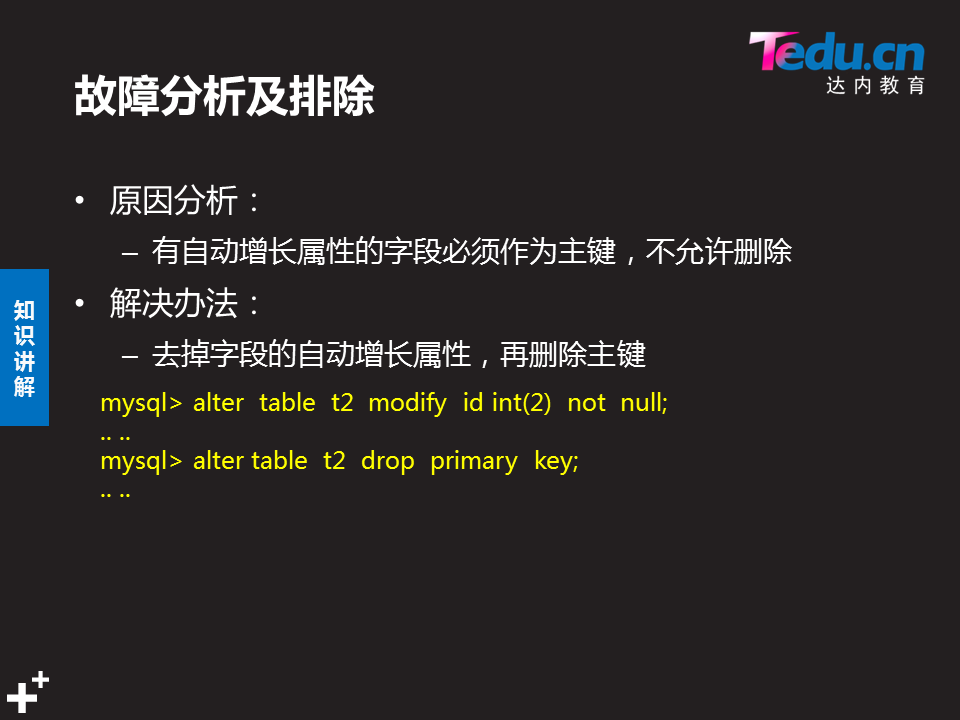 Tedu.cn
达内教育
故障分析及排除
• 原因分析：
– 有自动增长属性的字段必须作为主键，不允许删除
• 解决办法：
– 去掉字段的自动增长属性，再删除主键
mysql> alter table t2 modify id int(2) not null;
.. ..
mysql> alter table t2 drop primary key;
.. ..
知
识
讲
解